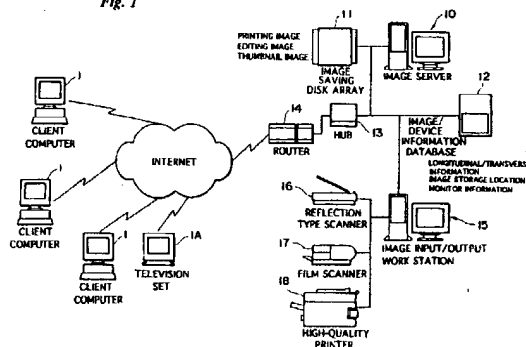 Fig. 1
11
10
PRINTING IMAGE
EDITING IMAGE
THUMBNAIL IMAGE
IMAGE
SAVING
DISK ARRAY
IMAGE SERVER
12
1
CLIENT
COMPUTER
14
ROUTER
HUB
13
IMAGE/
DEVICE
INFORMATION
DATABASE
LONGITUDINAL/TRANSVERS
INFORMATION
IMAGE STORAGE LOCATION
MONITOR INFORMATION
INTERNET
1
CLIENT
COMPUTER
16
REFLECTION
TYPE SCANNER
15
IMAGE INPUT/OUTPUT
WORK STATION
1
CLIENT
COMPUTER
1A
TELEVISION
SET
17
FILM SCANNER
18
HIGH-QUALITY
PRINTER